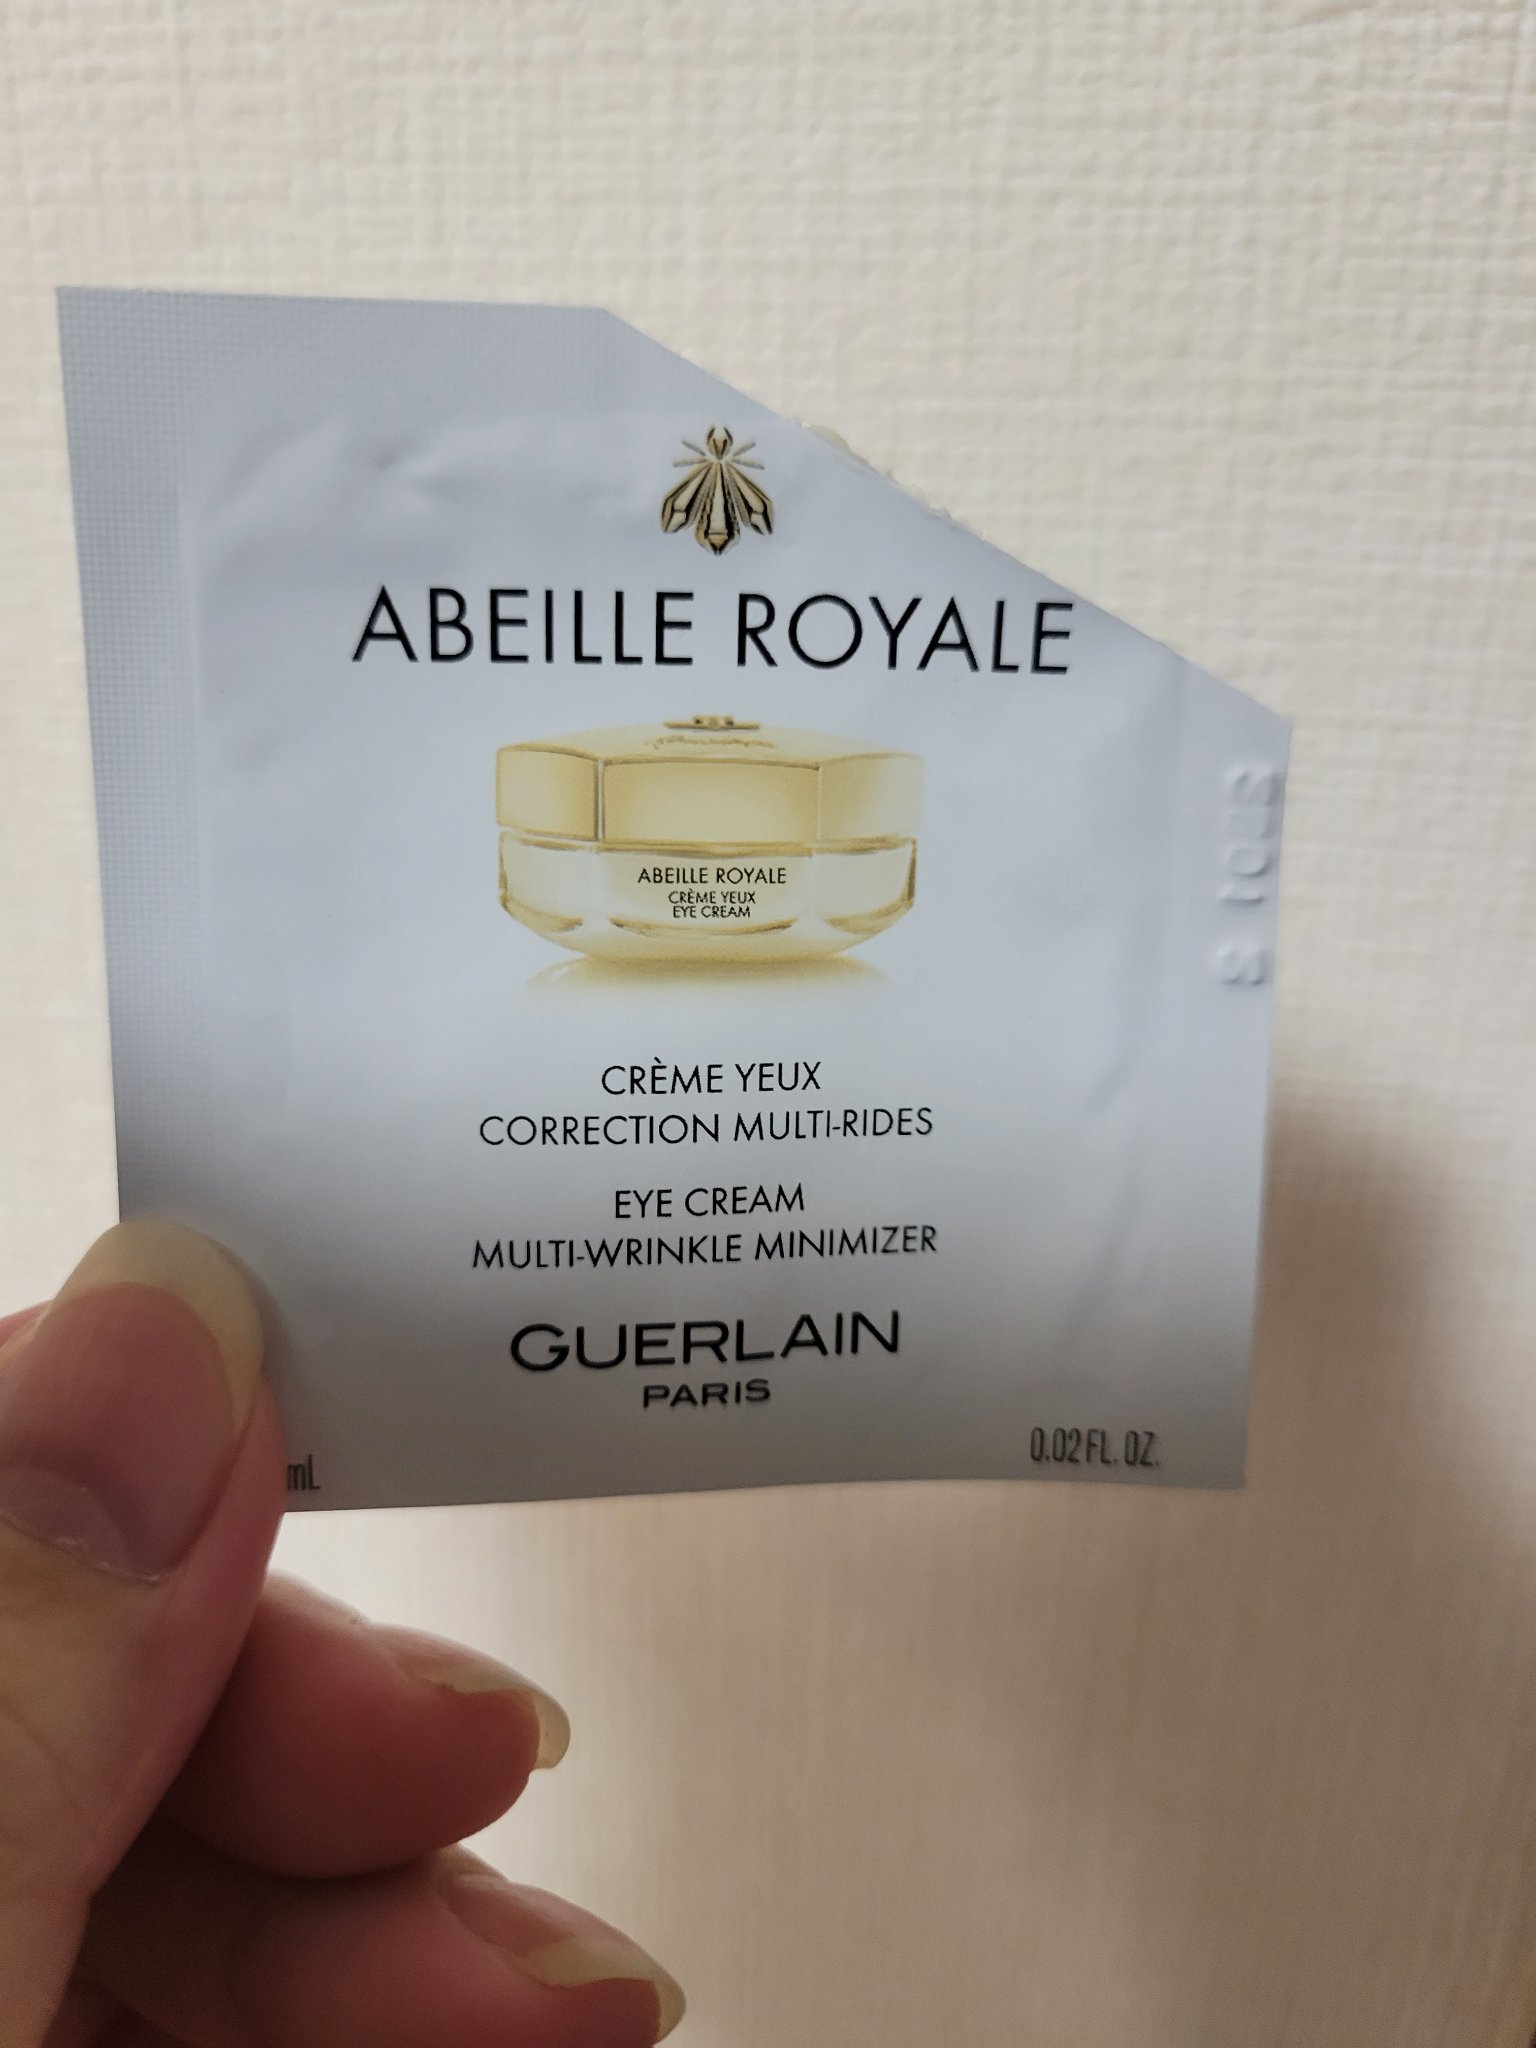 ABEILLE ROYALE
ABEILLE ROYALE
CRÈME YEUX
EYE CREAM
CRÈME YEUX
CORRECTION MULTI-RIDES
EYE CREAM
MULTI-WRINKLE MINIMIZER
GUERLAIN
PARIS
mL
0.02 FL. OZ.